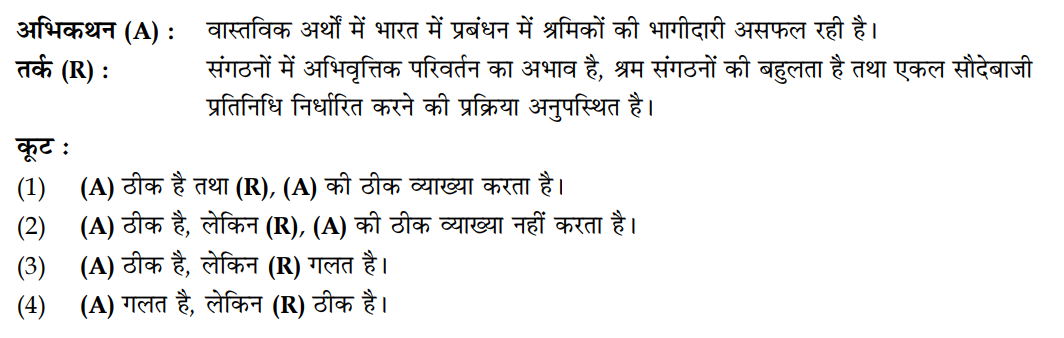 अभिकथन (A) : वास्तविक अर्थों में भारत में प्रबंधन में श्रमिकों की भागीदारी असफल रही है।
तर्क (R) : संगठनों में अभिवृत्तिक परिवर्तन का अभाव है, श्रम संगठनों की बहुलता है तथा एकल सौदेबाजी
प्रतिनिधि निर्धारित करने की प्रक्रिया अनुपस्थित है।
कूट :
(1) (A) ठीक है तथा (R), (A) की ठीक व्याख्या करता है।
(2) (A) ठीक है, लेकिन (R), (A) की ठीक व्याख्या नहीं करता है।
(3) (A) ठीक है, लेकिन (R) गलत है।
(4) (A) गलत है, लेकिन (R) ठीक है।